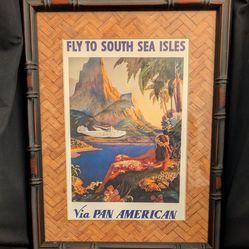 FLY TO SOUTH SEA ISLES
Via PAN AMERICAN